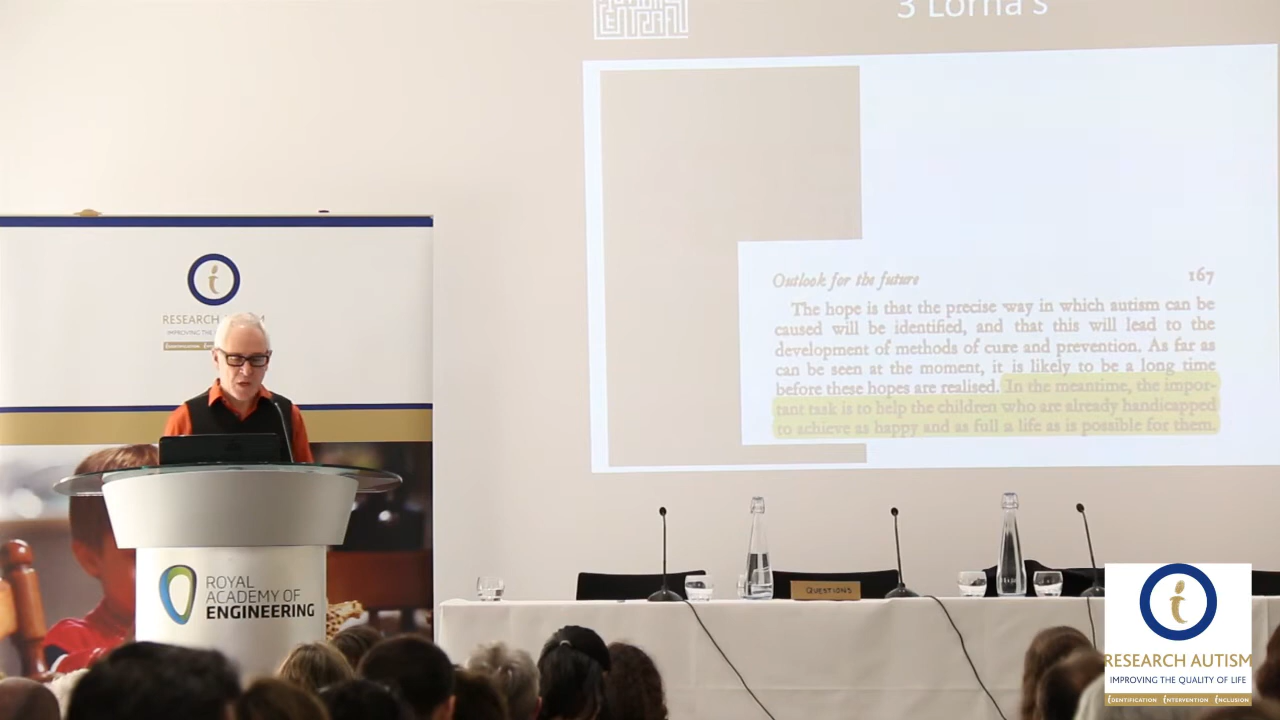 3 Lorna's
Outlook for the future 167
The hope is that the precise way in which autism can be
caused will be identified, and that this will lead to the
development of methods of cure and prevention. As far as
can be seen at the moment, it is likely to be a long time
before these hopes are realised. In the meantime, the impor-
tant task is to help the children who are already handicapped
to achieve as happy and as full a life as is possible for them.
RESEARCH
IMPROVING THE
ROYAL
ACADEMY OF
ENGINEERING
QUESTIONS
RESEARCH AUTISM
IMPROVING THE QUALITY OF LIFE
IDENTIFICATION INTERVENTION INCLUSION